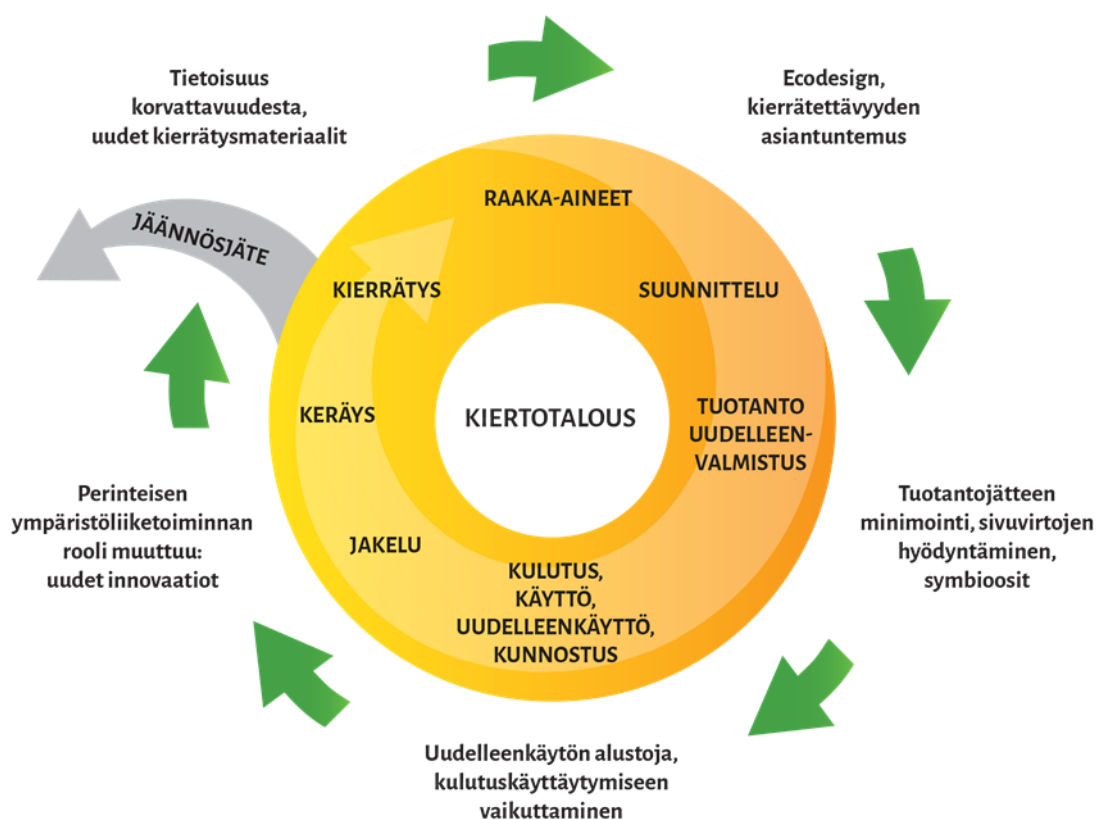 Tietoisuus
korvattavuudesta,
uudet kierrätysmateriaalit
Ecodesign,
kierrätettävyyden
asiantuntemus
JÄÄNNÖSJÄTE
RAAKA-AINEET
KIERRÄTYS
SUUNNITTELU
KERÄYS
KIERTOTALOUS
TUOTANTO
UUDELLEEN-
VALMISTUS
Perinteisen
ympäristöliiketoiminnan
rooli muuttuu:
uudet innovaatiot
Tuotantojätteen
minimointi, sivuvirtojen
hyödyntäminen,
symbioosit
JAKELU
KULUTUS,
KÄYTTÖ,
UUDELLEENKÄYTTÖ,
KUNNOSTUS
Uudelleenkäytön alustoja,
kulutuskäyttäytymiseen
vaikuttaminen